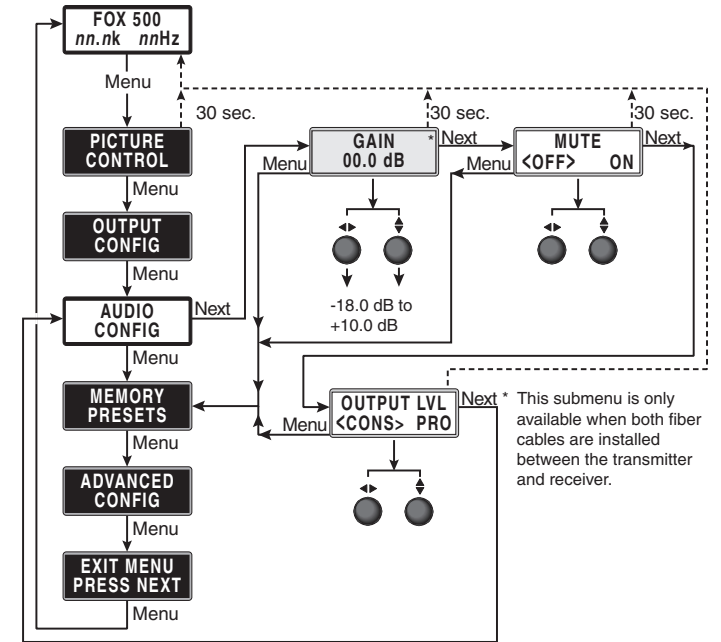 FOX 500
nn.nk nnHz
Menu
30 sec.
30 sec.
30 sec.
PICTURE
CONTROL
Menu
GAIN *
00.0 dB
Next
Menu
MUTE
<OFF> ON
Next
Menu
OUTPUT
CONFIG
Menu
-18.0 dB to
+10.0 dB
AUDIO
CONFIG
Next
Menu
MEMORY
PRESETS
Menu
OUTPUT LVL
<CONS> PRO
Next
Menu
* This submenu is only
available when both fiber
cables are installed
between the transmitter
and receiver.
ADVANCED
CONFIG
Menu
EXIT MENU
PRESS NEXT
Menu